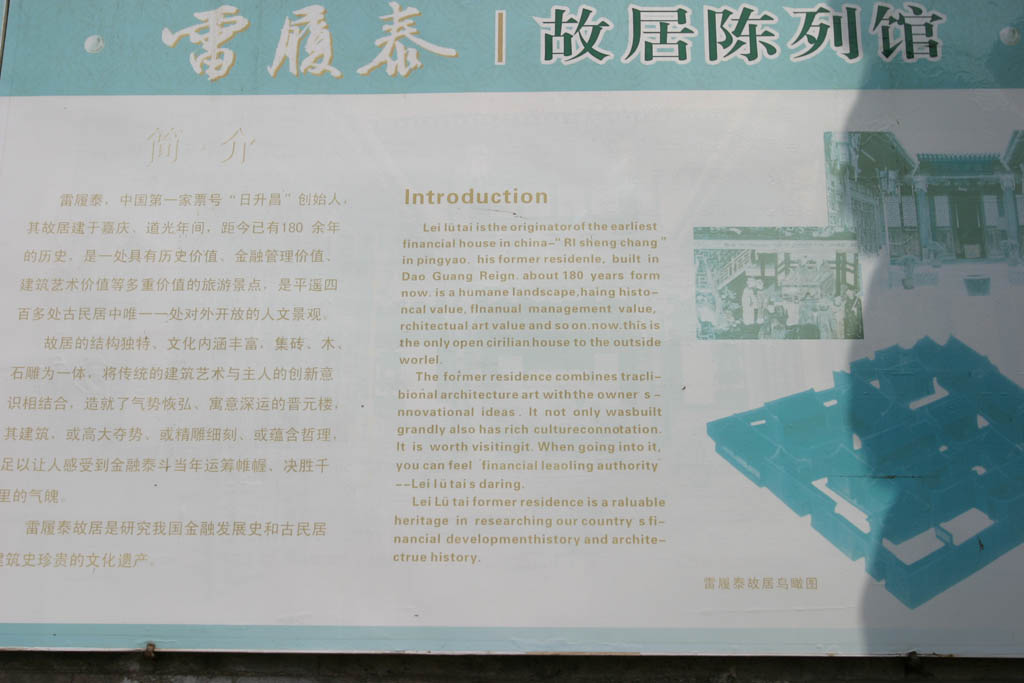 雷履泰 | 故居陈列馆
简 介
雷履泰，中国第一家票号“日升昌”创始人，
其故居建于嘉庆、道光年间，距今已有180 余年
的历史，是一处具有历史价值、金融管理价值、
建筑艺术价值等多重价值的旅游景点，是平遥四
百多处古民居中唯一一处对外开放的人文景观。
故居的结构独特、文化内涵丰富，集砖、木、
石雕为一体，将传统的建筑艺术与主人的创新意
识相结合，造就了气势恢弘、寓意深运的晋元楼，
其建筑，或高大夺势、或精雕细刻、或蕴含哲理，
足以让人感受到金融泰斗当年运筹帷幄、决胜千
里的气魄。
雷履泰故居是研究我国金融发展史和古民居
建筑史珍贵的文化遗产。
Introduction
Lei lü tai is the originator of the earliest
financial house in china-“RI sheng chang”
in pingyao. his former residenle, built in
Dao Guang Reign. about 180 years form
now. is a humane landscape,haing histo-
ncal value, flnanual management value,
rchitectual art value and so on.now.this is
the only open cirilian house to the outside
worlel.
The former residence combines tracli-
bional architecture art with the owner s -
nnovational ideas. It not only wasbuilt
grandly also has rich cultureconnotation.
It is worth visitingit. When going into it,
you can feel financial leaoling authority
--Lei lü tai s daring.
Lei Lü tai former residence is a raluable
heritage in researching our country s fi-
nancial developmenthistory and archite-
ctrue history.
雷履泰故居鸟瞰图